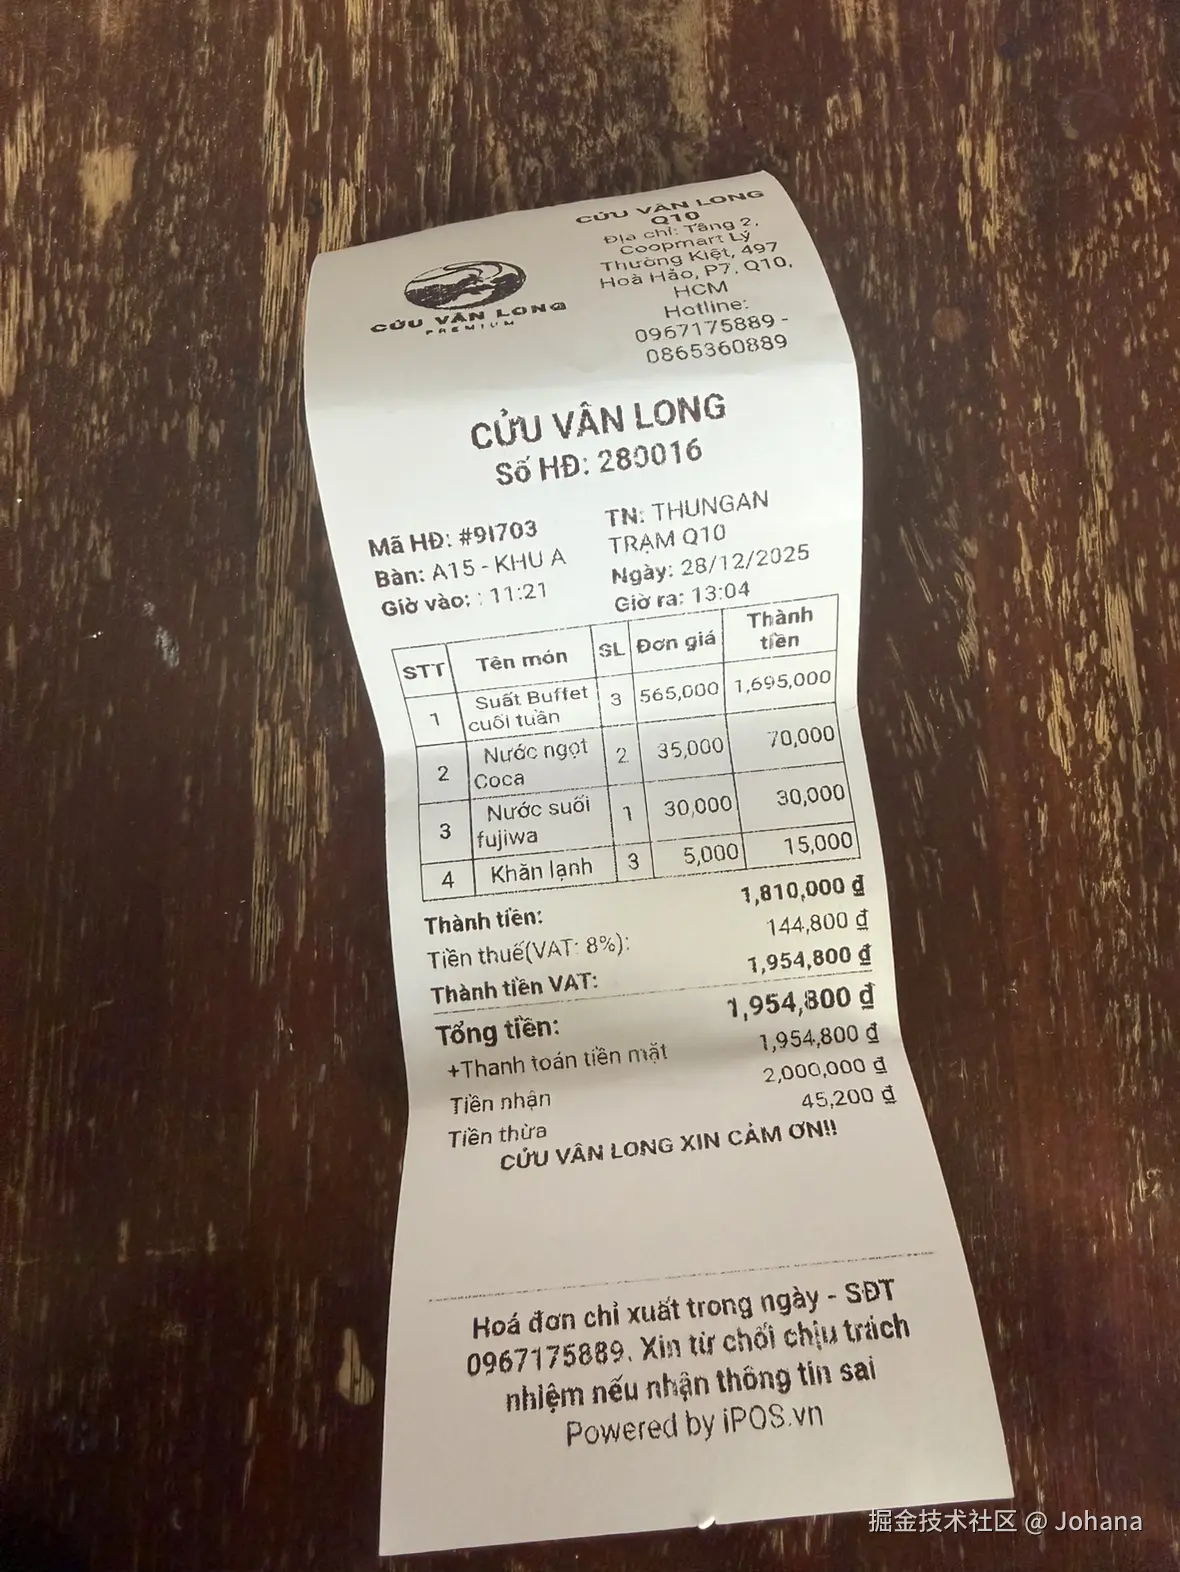 CỬU VÂN LONG
PREMIUM
CỬU VÂN LONG
Q10
Địa chỉ: Tầng 2,
Coopmart Lý
Thường Kiệt, 497
Hoà Hảo, P7, Q10,
HCM
Hotline:
0967175889 -
0865360889
CỬU VÂN LONG
Số HĐ: 280016
Mã HĐ: #9I703
Bàn: A15 - KHU A
Giờ vào: : 11:21
TN: THUNGAN
TRẠM Q10
Ngày: 28/12/2025
Giờ ra: 13:04
STT Tên món SL Đơn giá Thành tiền
1 Suất Buffet cuối tuần 3 565,000 1,695,000
2 Nước ngọt Coca 2 35,000 70,000
3 Nước suối fujiwa 1 30,000 30,000
4 Khăn lạnh 3 5,000 15,000
Thành tiền: 1,810,000 đ
Tiền thuế(VAT: 8%): 144,800 đ
Thành tiền VAT: 1,954,800 đ
Tổng tiền: 1,954,800 đ
+Thanh toán tiền mặt 1,954,800 đ
Tiền nhận 2,000,000 đ
Tiền thừa 45,200 đ
CỬU VÂN LONG XIN CẢM ƠN!!
Hoá đơn chỉ xuất trong ngày - SĐT
0967175889. Xin từ chối chịu trách
nhiệm nếu nhận thông tin sai
Powered by iPOS.vn
掘金技术社区 @ Johana